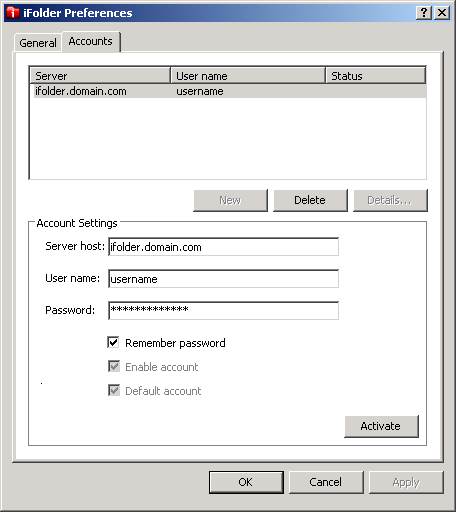 iFolder Preferences
General Accounts
Server User name Status
ifolder.domain.com username
New Delete Details...
Account Settings
Server host: ifolder.domain.com
User name: username
Password: *************
Remember password
Enable account
Default account
Activate
OK Cancel Apply